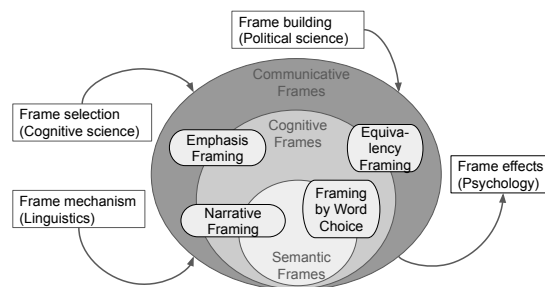 Frame building
(Political science)
Communicative
Frames
Frame selection
(Cognitive science)
Cognitive
Frames
Emphasis
Framing
Equiva-
lency
Framing
Frame effects
(Psychology)
Frame mechanism
(Linguistics)
Narrative
Framing
Framing
by Word
Choice
Semantic
Frames